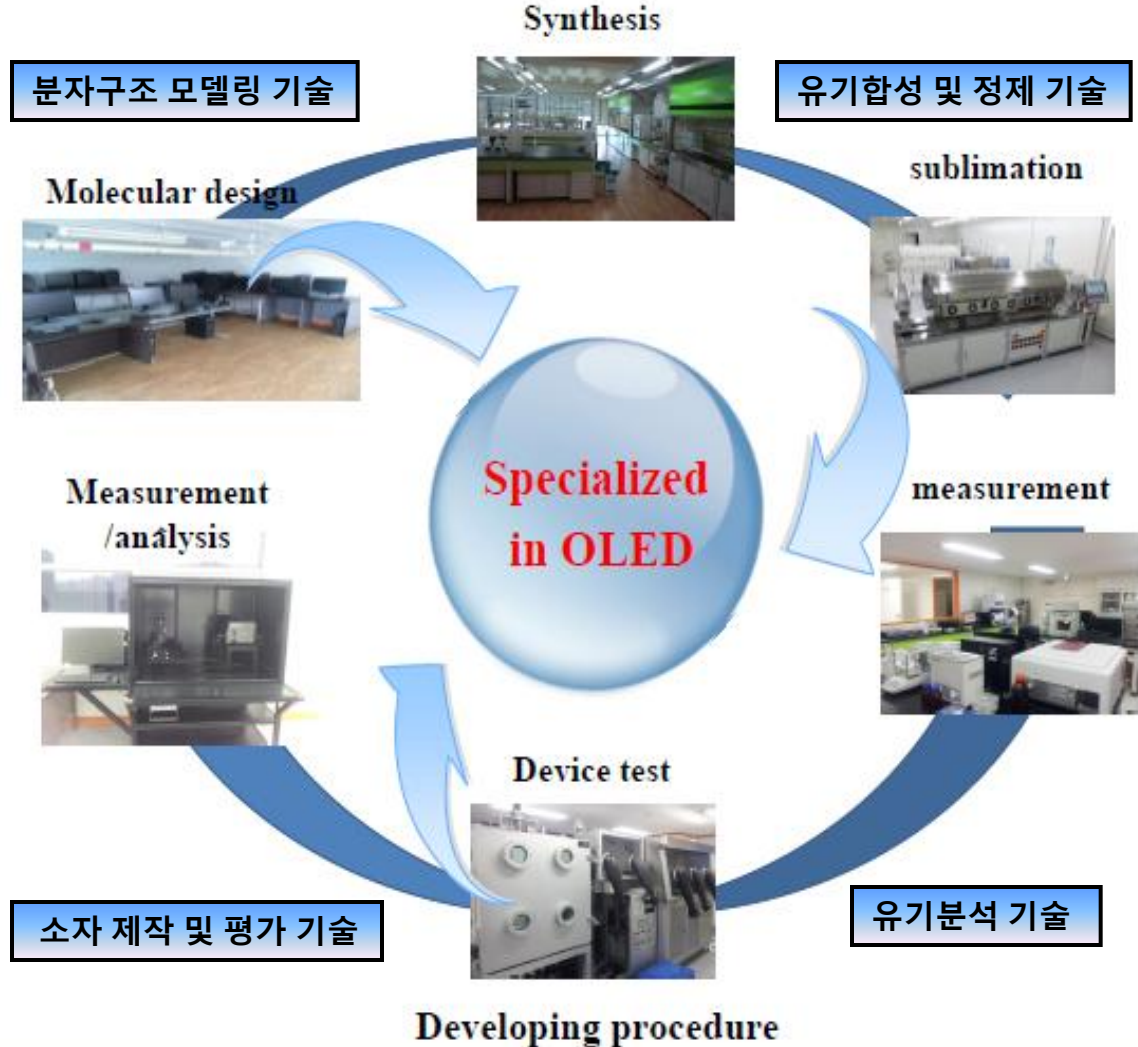 Synthesis
분자구조 모델링 기술
유기합성 및 정제 기술
Molecular design
sublimation
Specialized
in OLED
Measurement
/analysis
measurement
Device test
소자 제작 및 평가 기술
유기분석 기술
Developing procedure